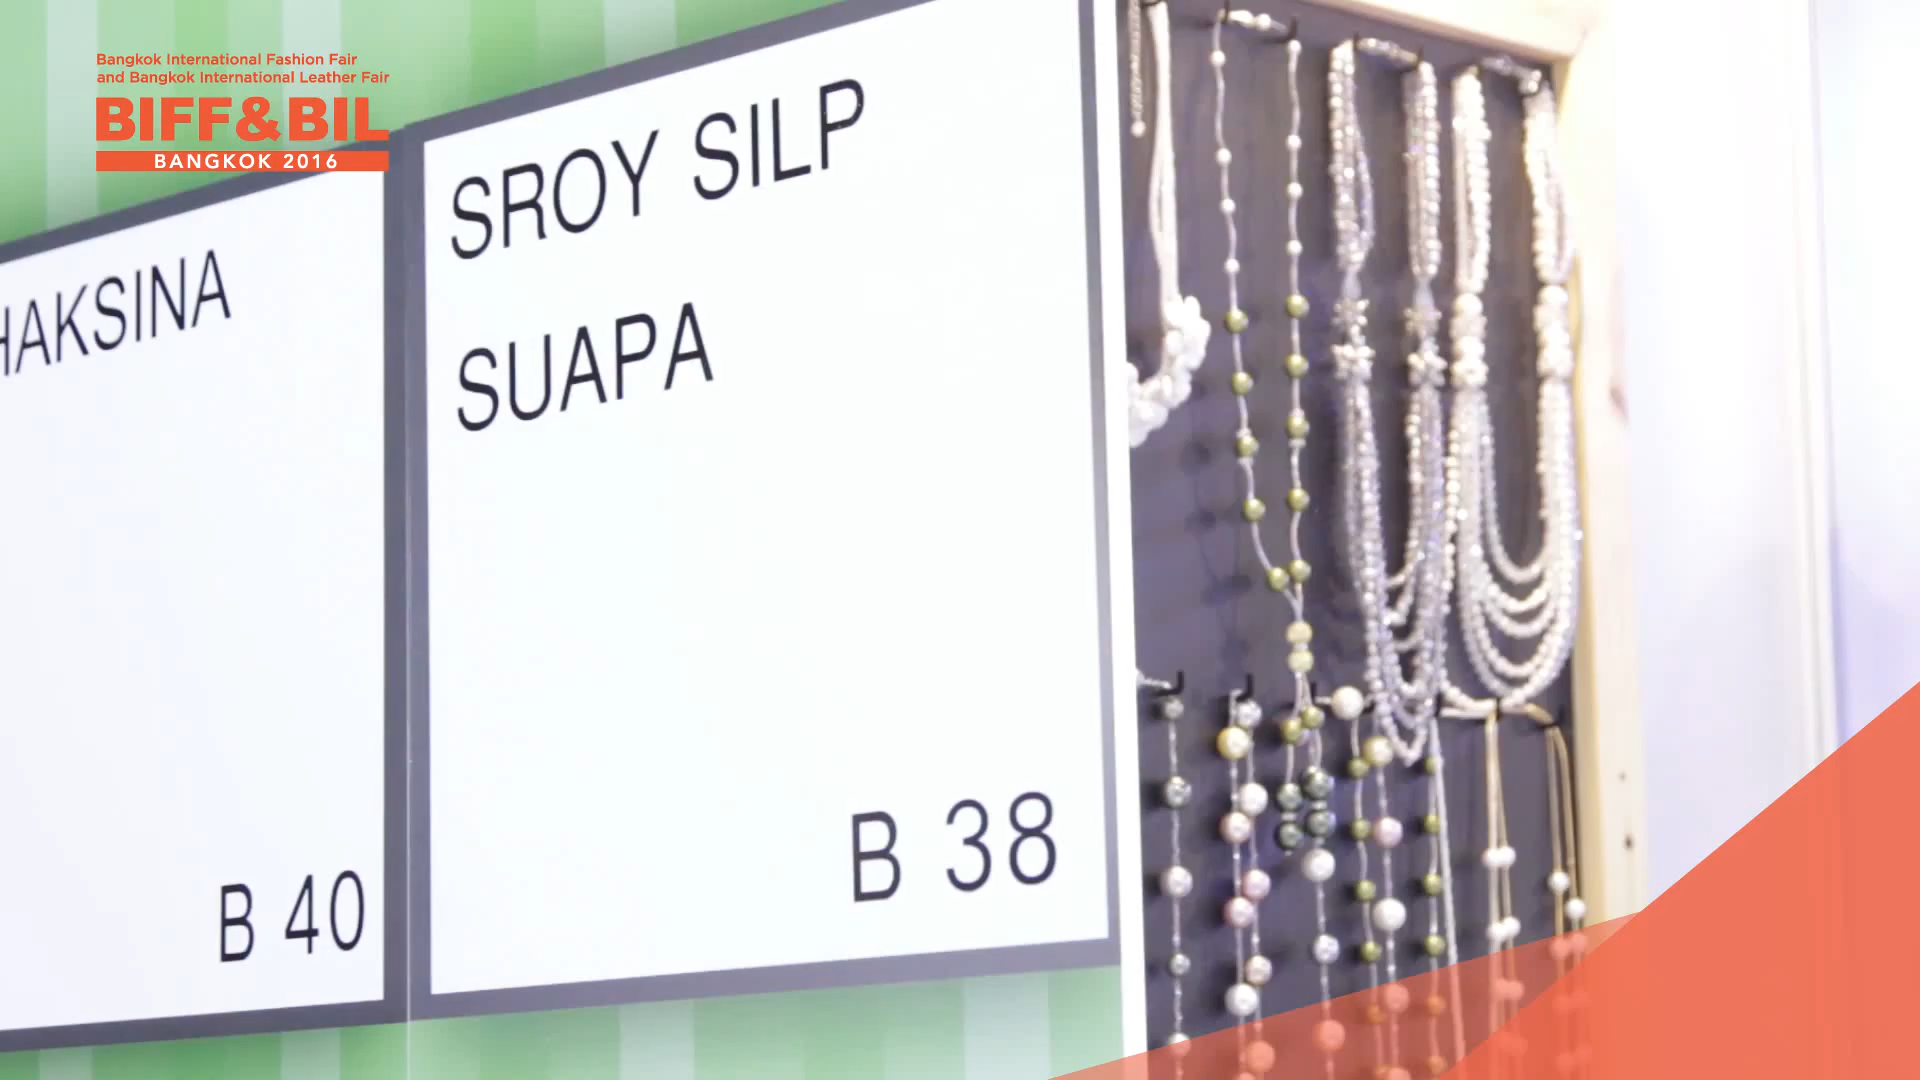 Bangkok International Fashion Fair
and Bangkok International Leather Fair
BIFF&BIL
BANGKOK 2016
HAKSINA
B 40
SROY SILP
SUAPA
B 38